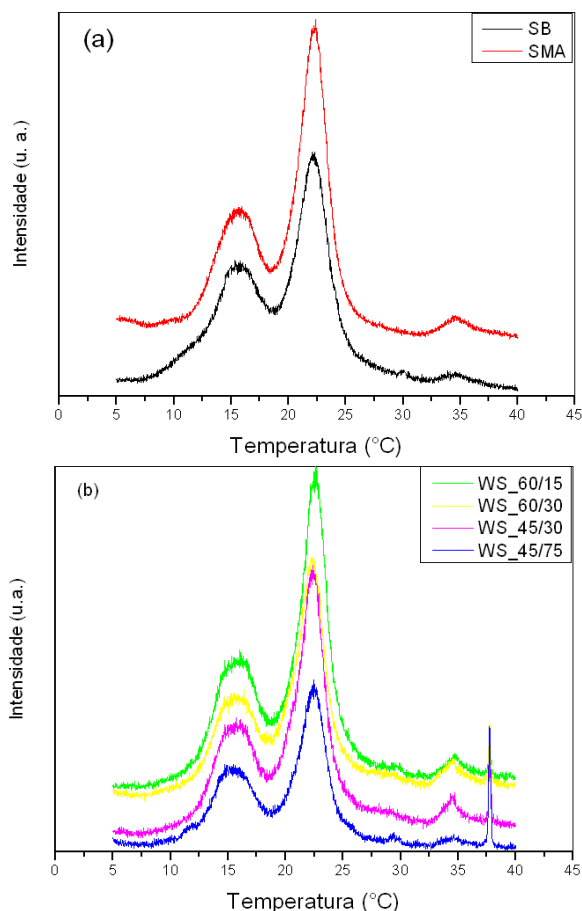 (a)
SB
SMA
Intensidade (u. a.)
0 5 10 15 20 25 30 35 40 45
Temperatura (°C)
(b)
WS_60/15
WS_60/30
WS_45/30
WS_45/75
Intensidade (u.a.)
0 5 10 15 20 25 30 35 40 45
Temperatura (°C)